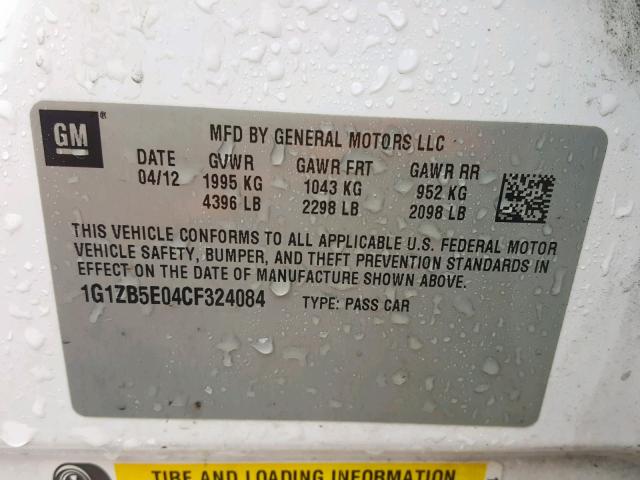 GM
MFD BY GENERAL MOTORS LLC
DATE GVWR GAWR FRT GAWR RR
04/12 1995 KG 1043 KG 952 KG
4396 LB 2298 LB 2098 LB
THIS VEHICLE CONFORMS TO ALL APPLICABLE U.S. FEDERAL MOTOR
VEHICLE SAFETY, BUMPER, AND THEFT PREVENTION STANDARDS IN
EFFECT ON THE DATE OF MANUFACTURE SHOWN ABOVE.
1G1ZB5E04CF324084 TYPE: PASS CAR
TIRE AND LOADING INFORMATION